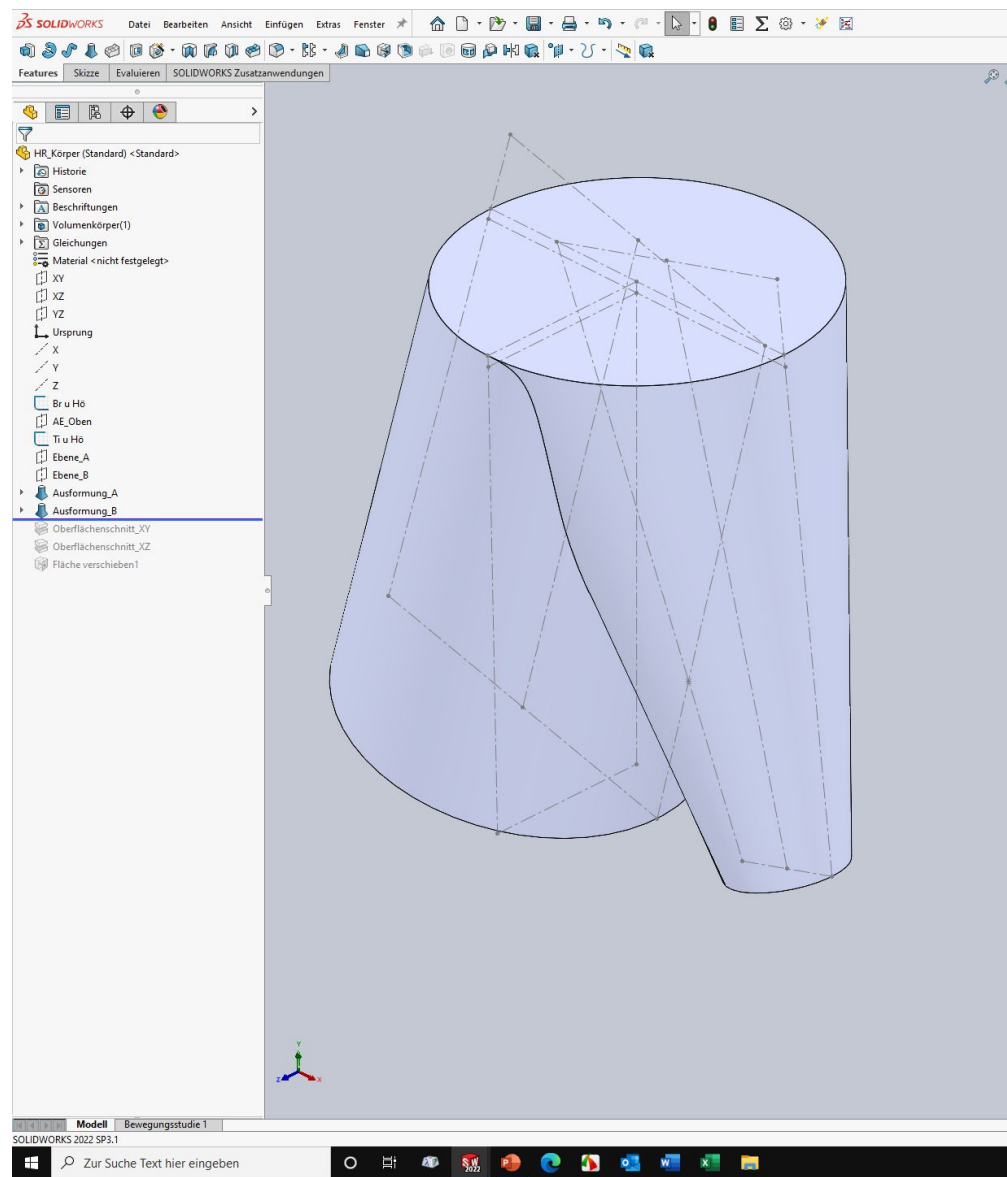 SOLIDWORKS Datei Bearbeiten Ansicht Einfügen Extras Fenster
Features Skizze Evaluieren SOLIDWORKS Zusatzanwendungen
HR_Körper (Standard) <Standard>
Historie
Sensoren
Beschriftungen
Volumenkörper(1)
Gleichungen
Material <nicht festgelegt>
XY
XZ
YZ
Ursprung
X
Y
Z
Br u Hö
AE_Oben
Ti u Hö
Ebene_A
Ebene_B
Ausformung_A
Ausformung_B
Oberflächenschnitt_XY
Oberflächenschnitt_XZ
Fläche verschieben1
Y
Z X
Modell Bewegungsstudie 1
SOLIDWORKS 2022 SP3.1
Zur Suche Text hier eingeben
SW
2022